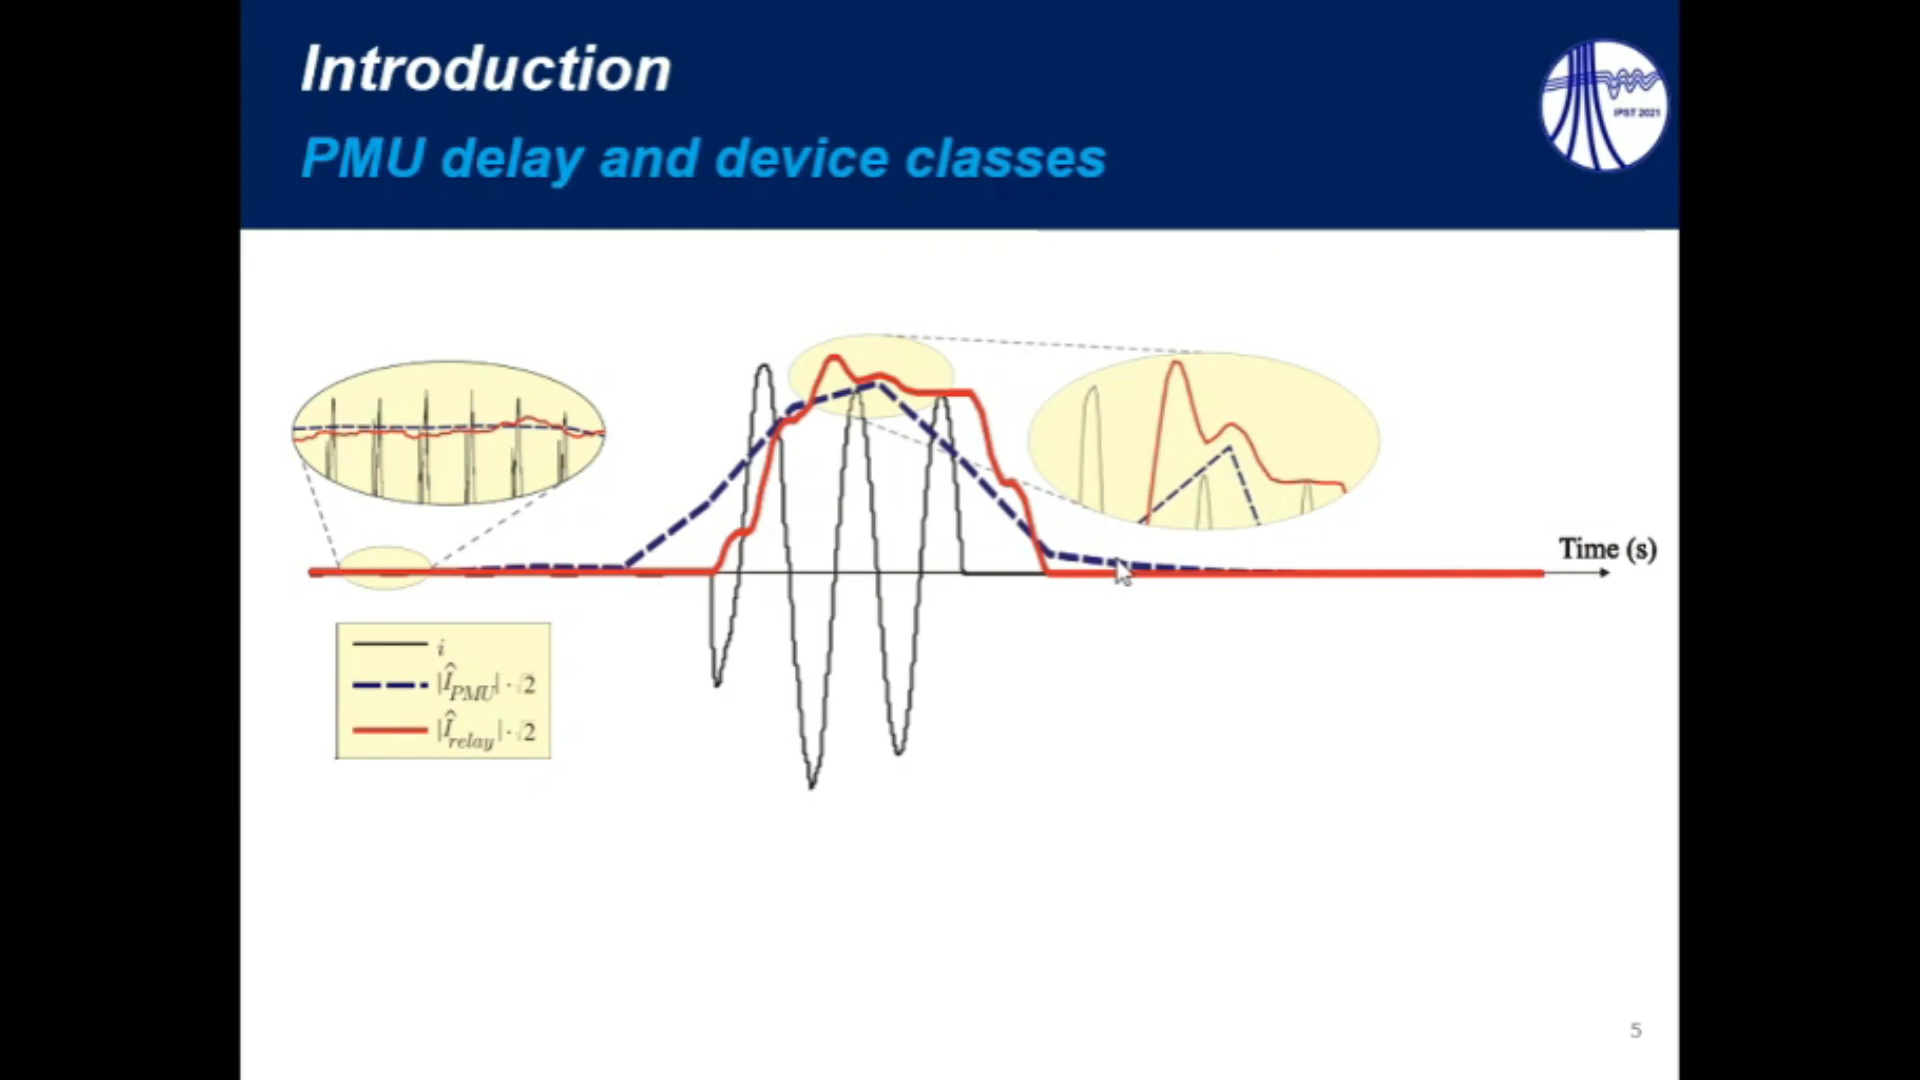 Introduction
PMU delay and device classes
IPST 2021
Time (s)
i
|Î_PMU| · √2
|Î_relay| · √2
5